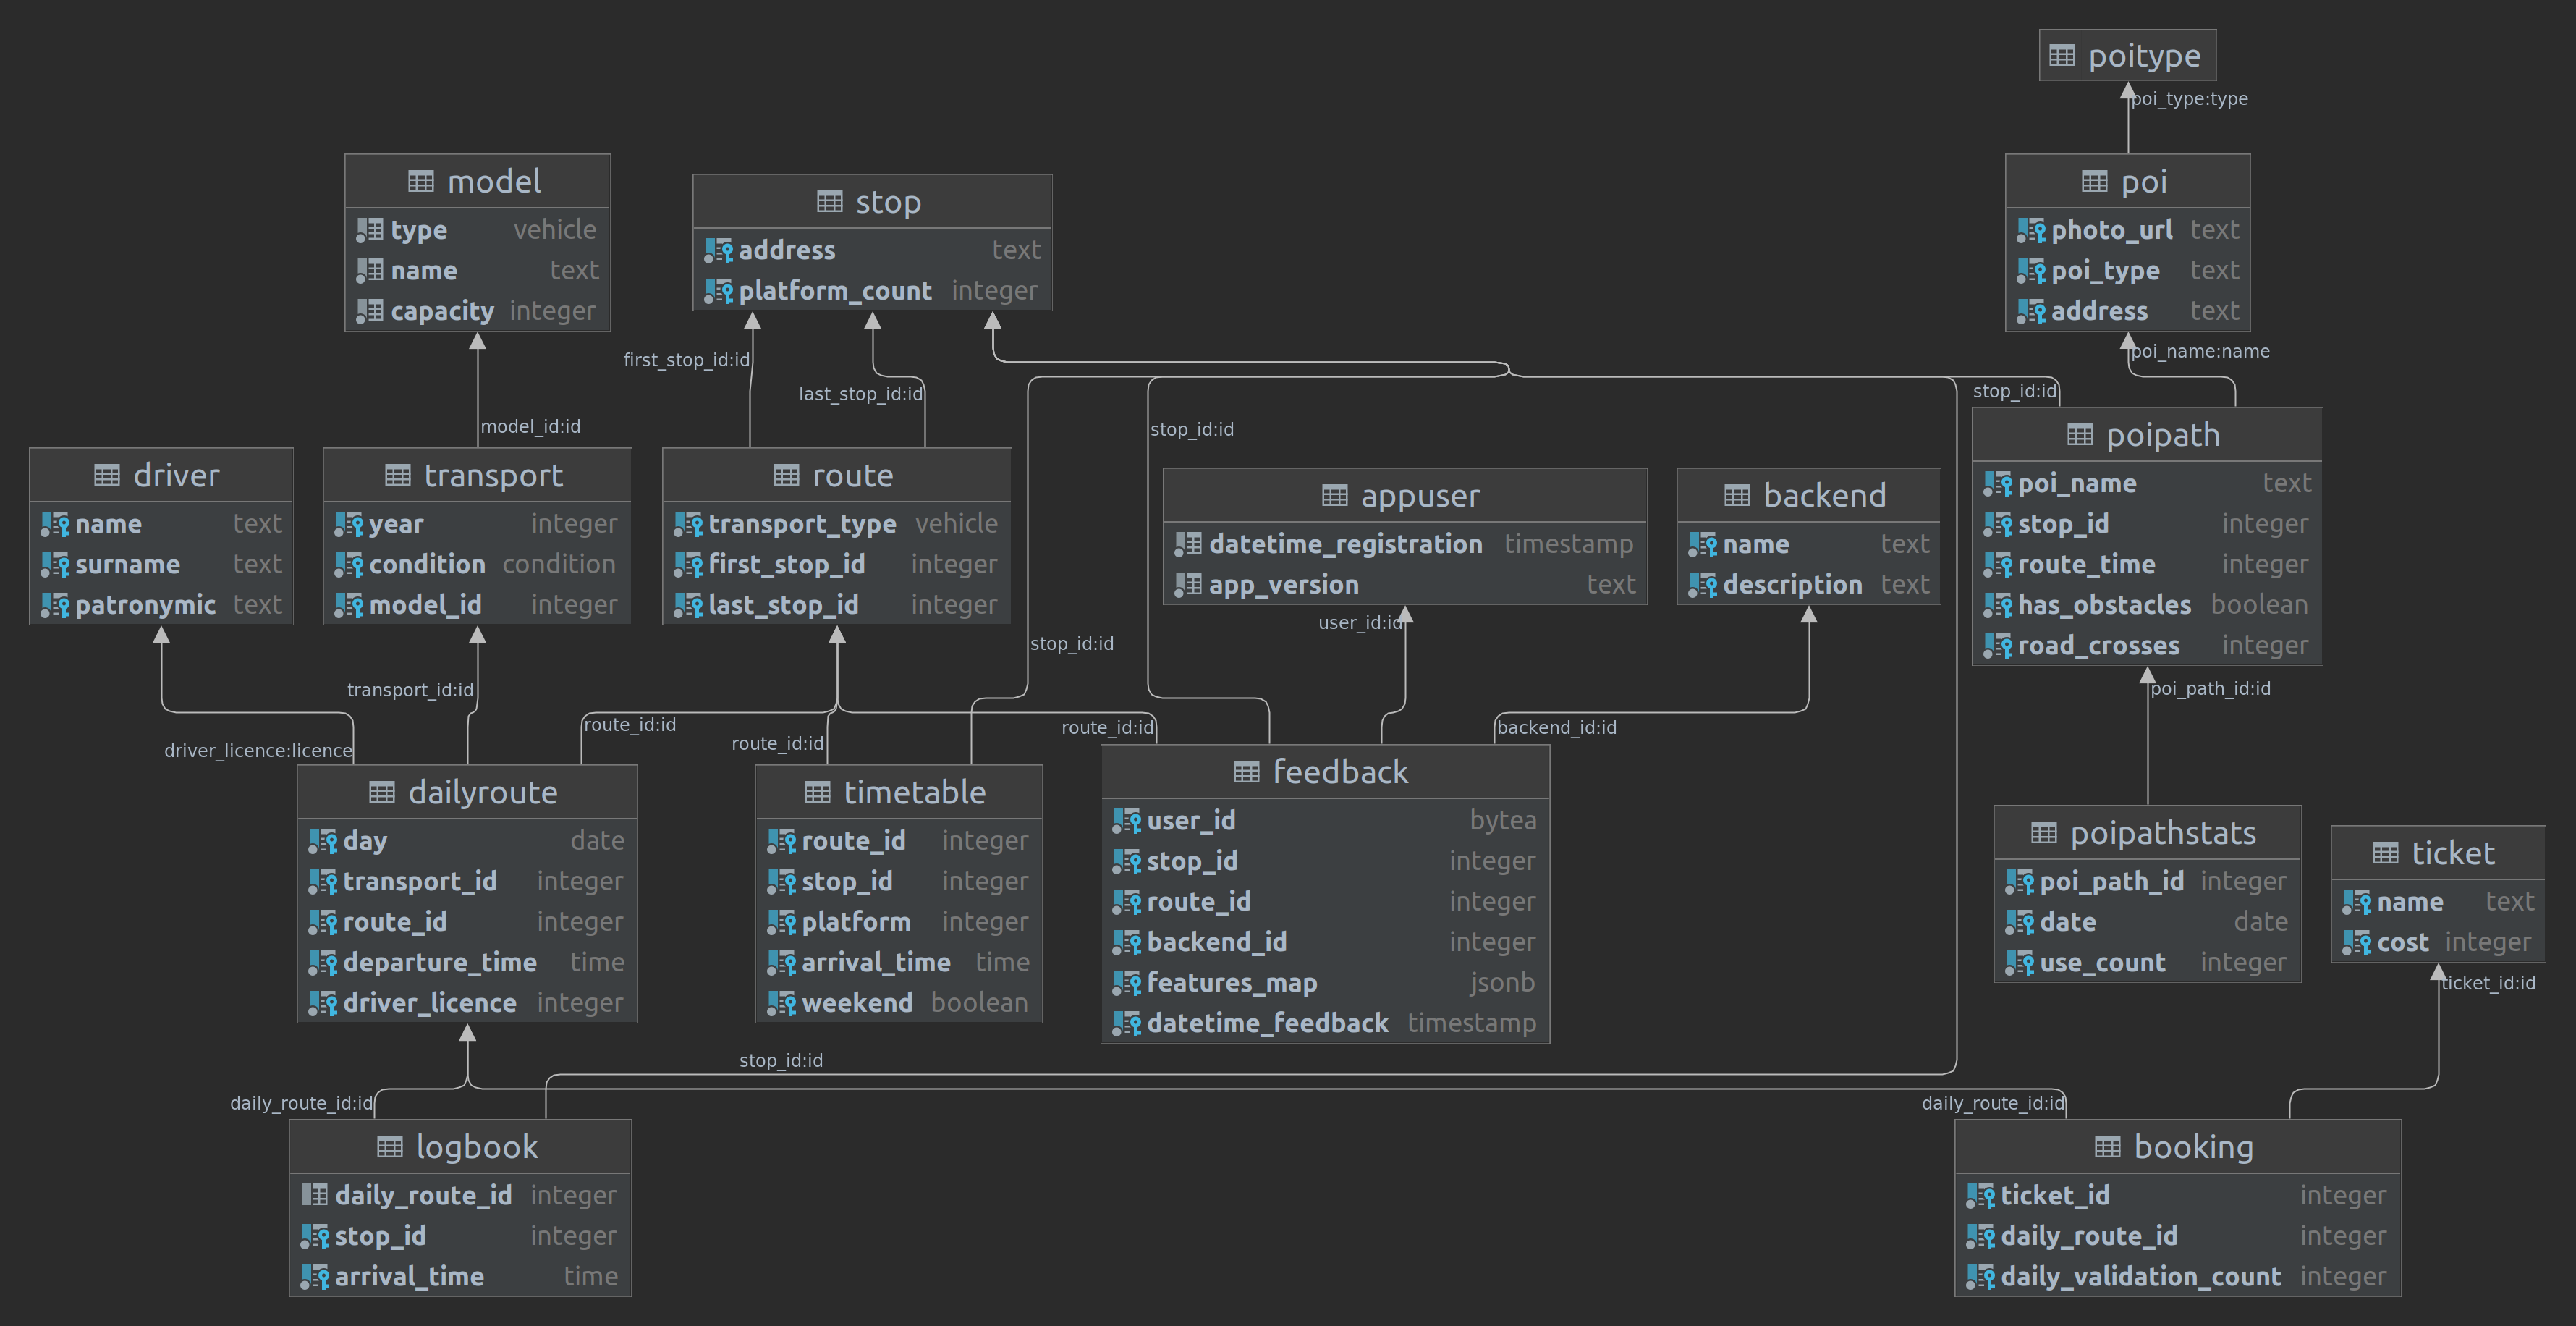 poitype
poi_type:type
model
type vehicle
name text
capacity integer
stop
address text
platform_count integer
poi
photo_url text
poi_type text
address text
first_stop_id:id
last_stop_id:id
poi_name:name
stop_id:id
model_id:id
stop_id:id
driver
name text
surname text
patronymic text
transport
year integer
condition condition
model_id integer
route
transport_type vehicle
first_stop_id integer
last_stop_id integer
appuser
datetime_registration timestamp
app_version text
backend
name text
description text
poipath
poi_name text
stop_id integer
route_time integer
has_obstacles boolean
road_crosses integer
user_id:id
stop_id:id
transport_id:id
poi_path_id:id
driver_licence:licence
route_id:id
route_id:id
route_id:id
backend_id:id
dailyroute
day date
transport_id integer
route_id integer
departure_time time
driver_licence integer
timetable
route_id integer
stop_id integer
platform integer
arrival_time time
weekend boolean
feedback
user_id bytea
stop_id integer
route_id integer
backend_id integer
features_map jsonb
datetime_feedback timestamp
poipathstats
poi_path_id integer
date date
use_count integer
ticket
name text
cost integer
ticket_id:id
stop_id:id
daily_route_id:id
daily_route_id:id
logbook
daily_route_id integer
stop_id integer
arrival_time time
booking
ticket_id integer
daily_route_id integer
daily_validation_count integer